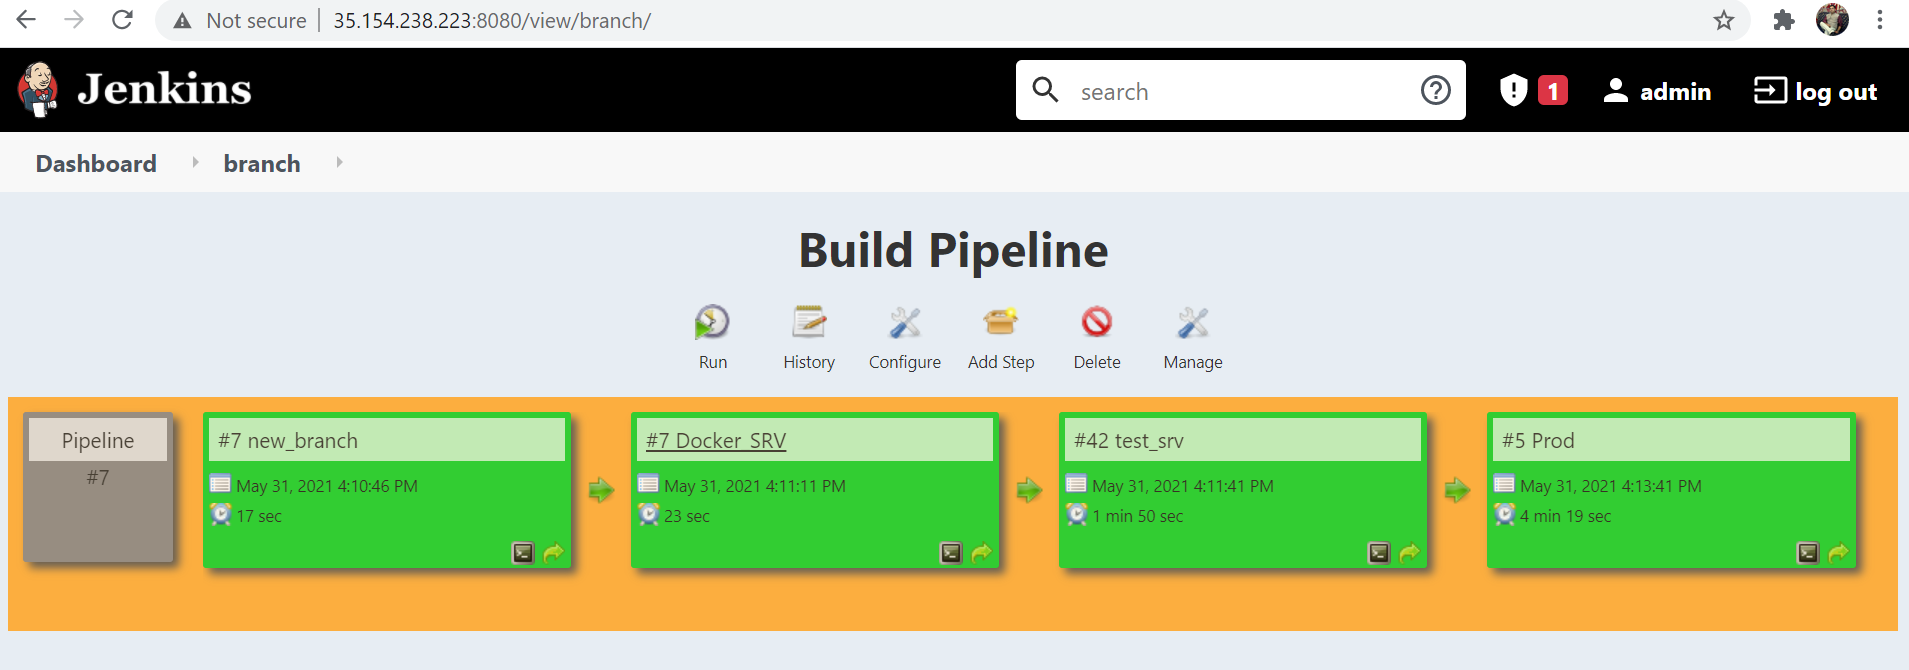 Not secure | 35.154.238.223:8080/view/branch/
Jenkins
search
1
admin
log out
Dashboard
branch
Build Pipeline
Run
History
Configure
Add Step
Delete
Manage
Pipeline
#7
#7 new_branch
May 31, 2021 4:10:46 PM
17 sec
#7 Docker_SRV
May 31, 2021 4:11:11 PM
23 sec
#42 test_srv
May 31, 2021 4:11:41 PM
1 min 50 sec
#5 Prod
May 31, 2021 4:13:41 PM
4 min 19 sec